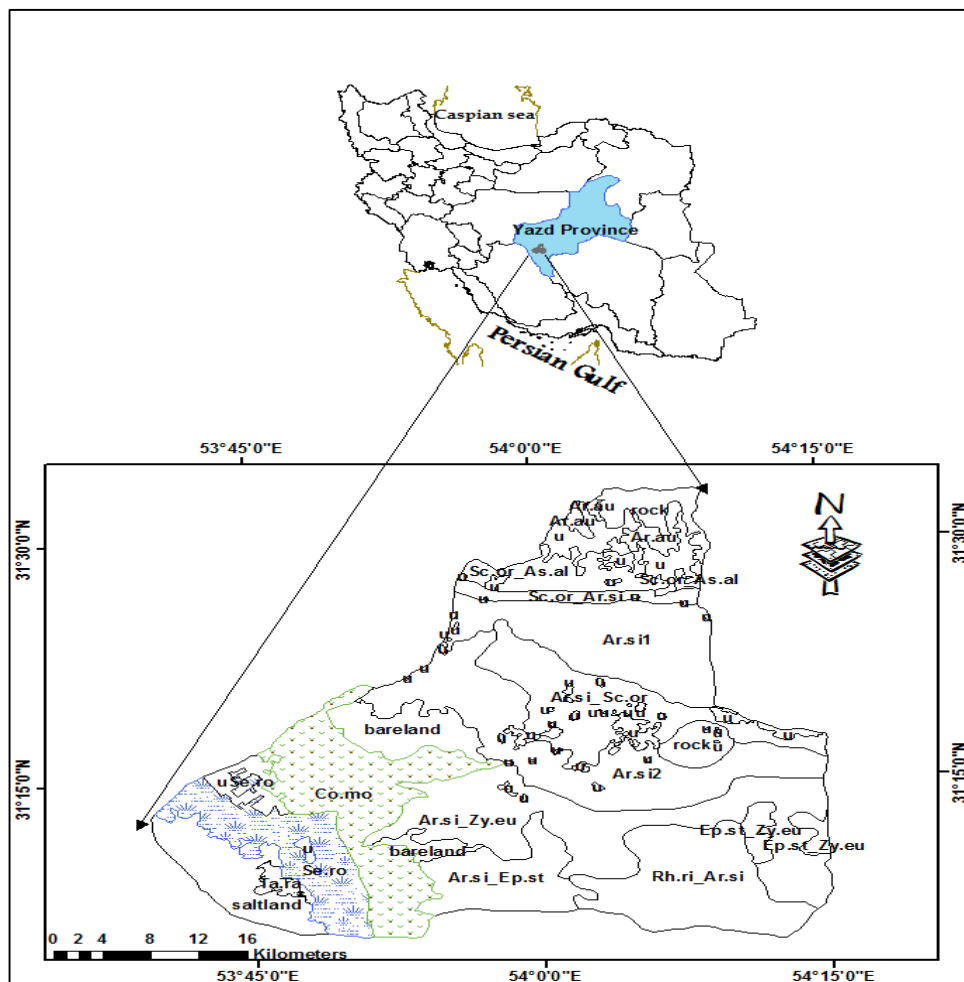 Caspian sea
Yazd Province
Persian Gulf
53°45'0"E
54°0'0"E
54°15'0"E
N
31°30'0"N
31°30'0"N
Ar.au
rock
Ar.au
u
Ar.au
u
u
Sc.or_As.al
Sc.or_As.al
u
u
Sc.or_Ar.si
u
u
u
u
u
u
u
u
u
Ar.si1
u
u
u
u
Ar.si_Sc.or
u
u
u
u
u
u
u
u
u
bareland
u
u
u
u
u
u
rock
u
u
u
u
u
u
Ar.si2
31°15'0"N
31°15'0"N
u
Se.ro
Co.mo
u
u
u
Ar.si_Zy.eu
Ep.st_Zy.eu
Ep.st_Zy.eu
bareland
u
Se.ro
Ta.ra
Ar.si_Ep.st
Rh.ri_Ar.si
saltland
0 2 4 8 12 16
Kilometers
53°45'0"E
54°0'0"E
54°15'0"E